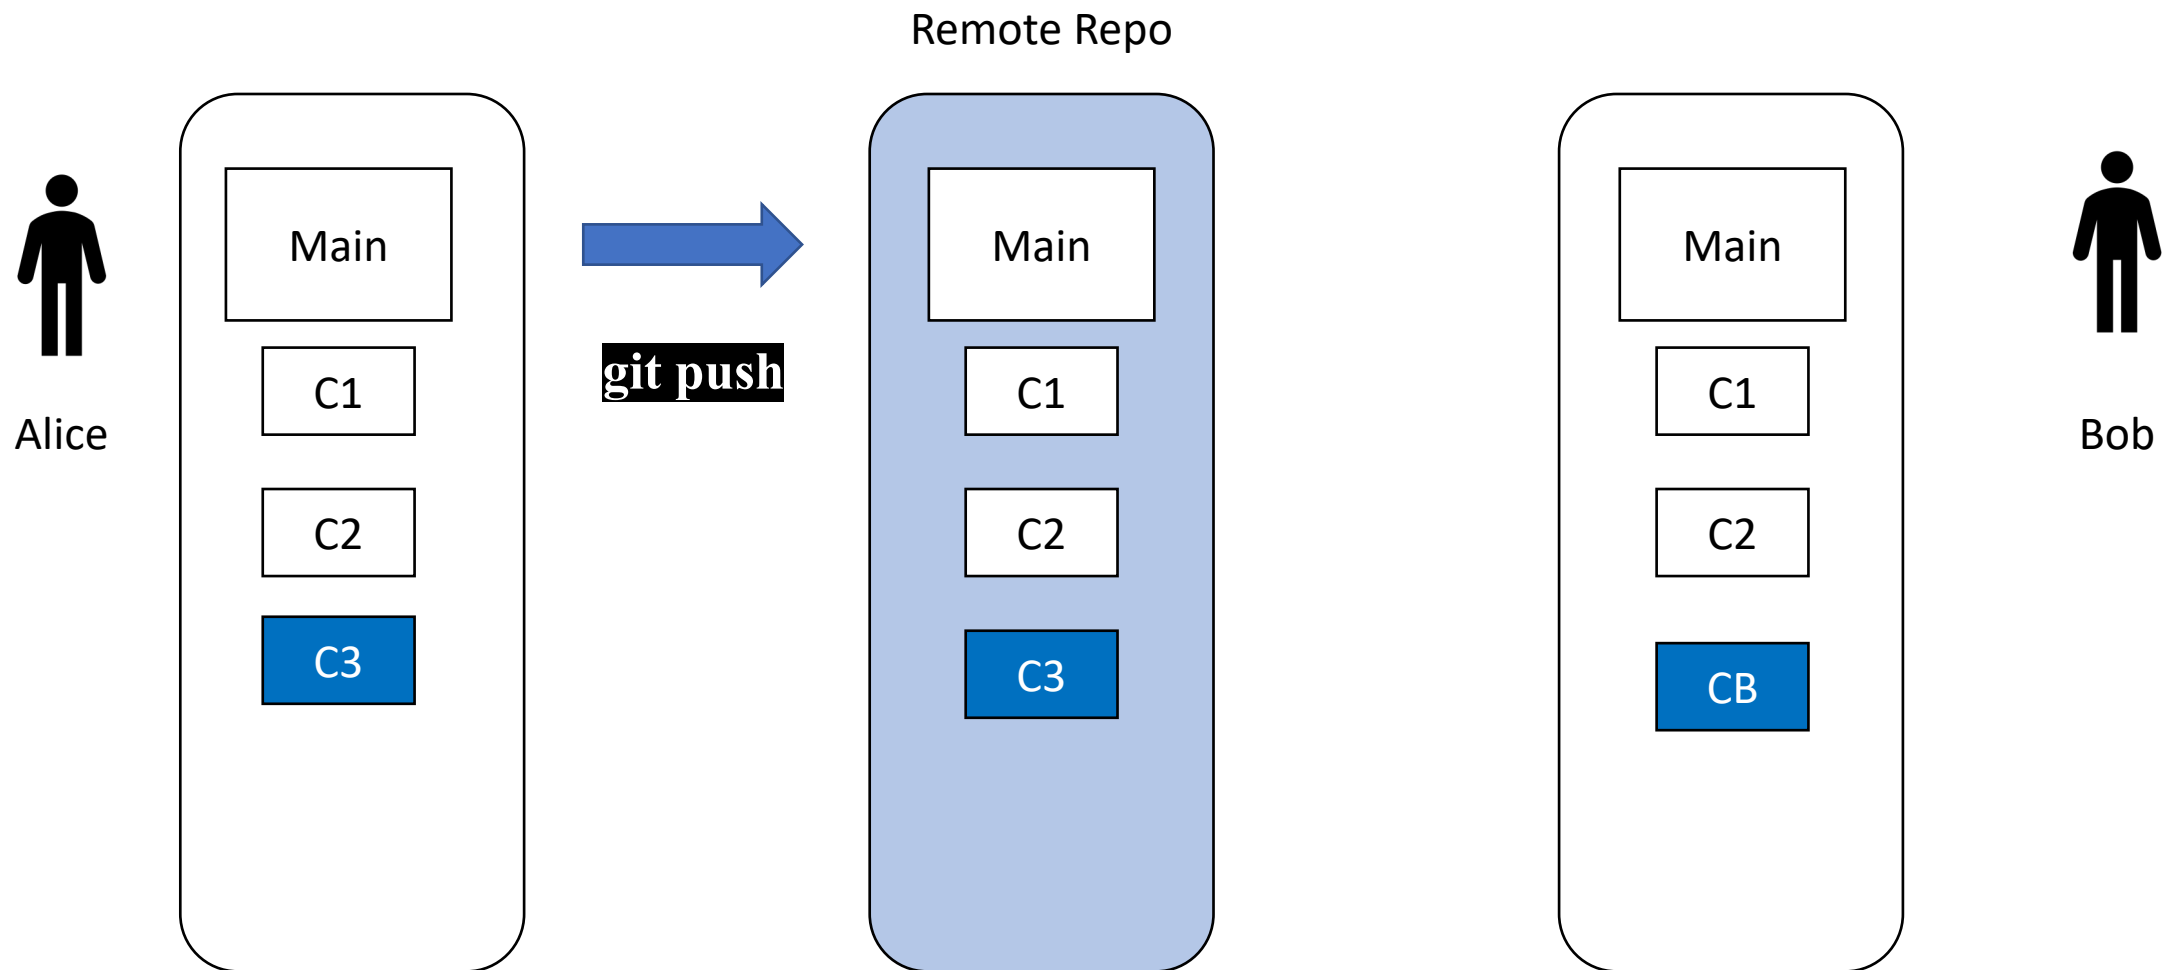 Remote Repo
Alice
Main
C1
C2
C3
git push
Main
C1
C2
C3
Main
C1
C2
CB
Bob